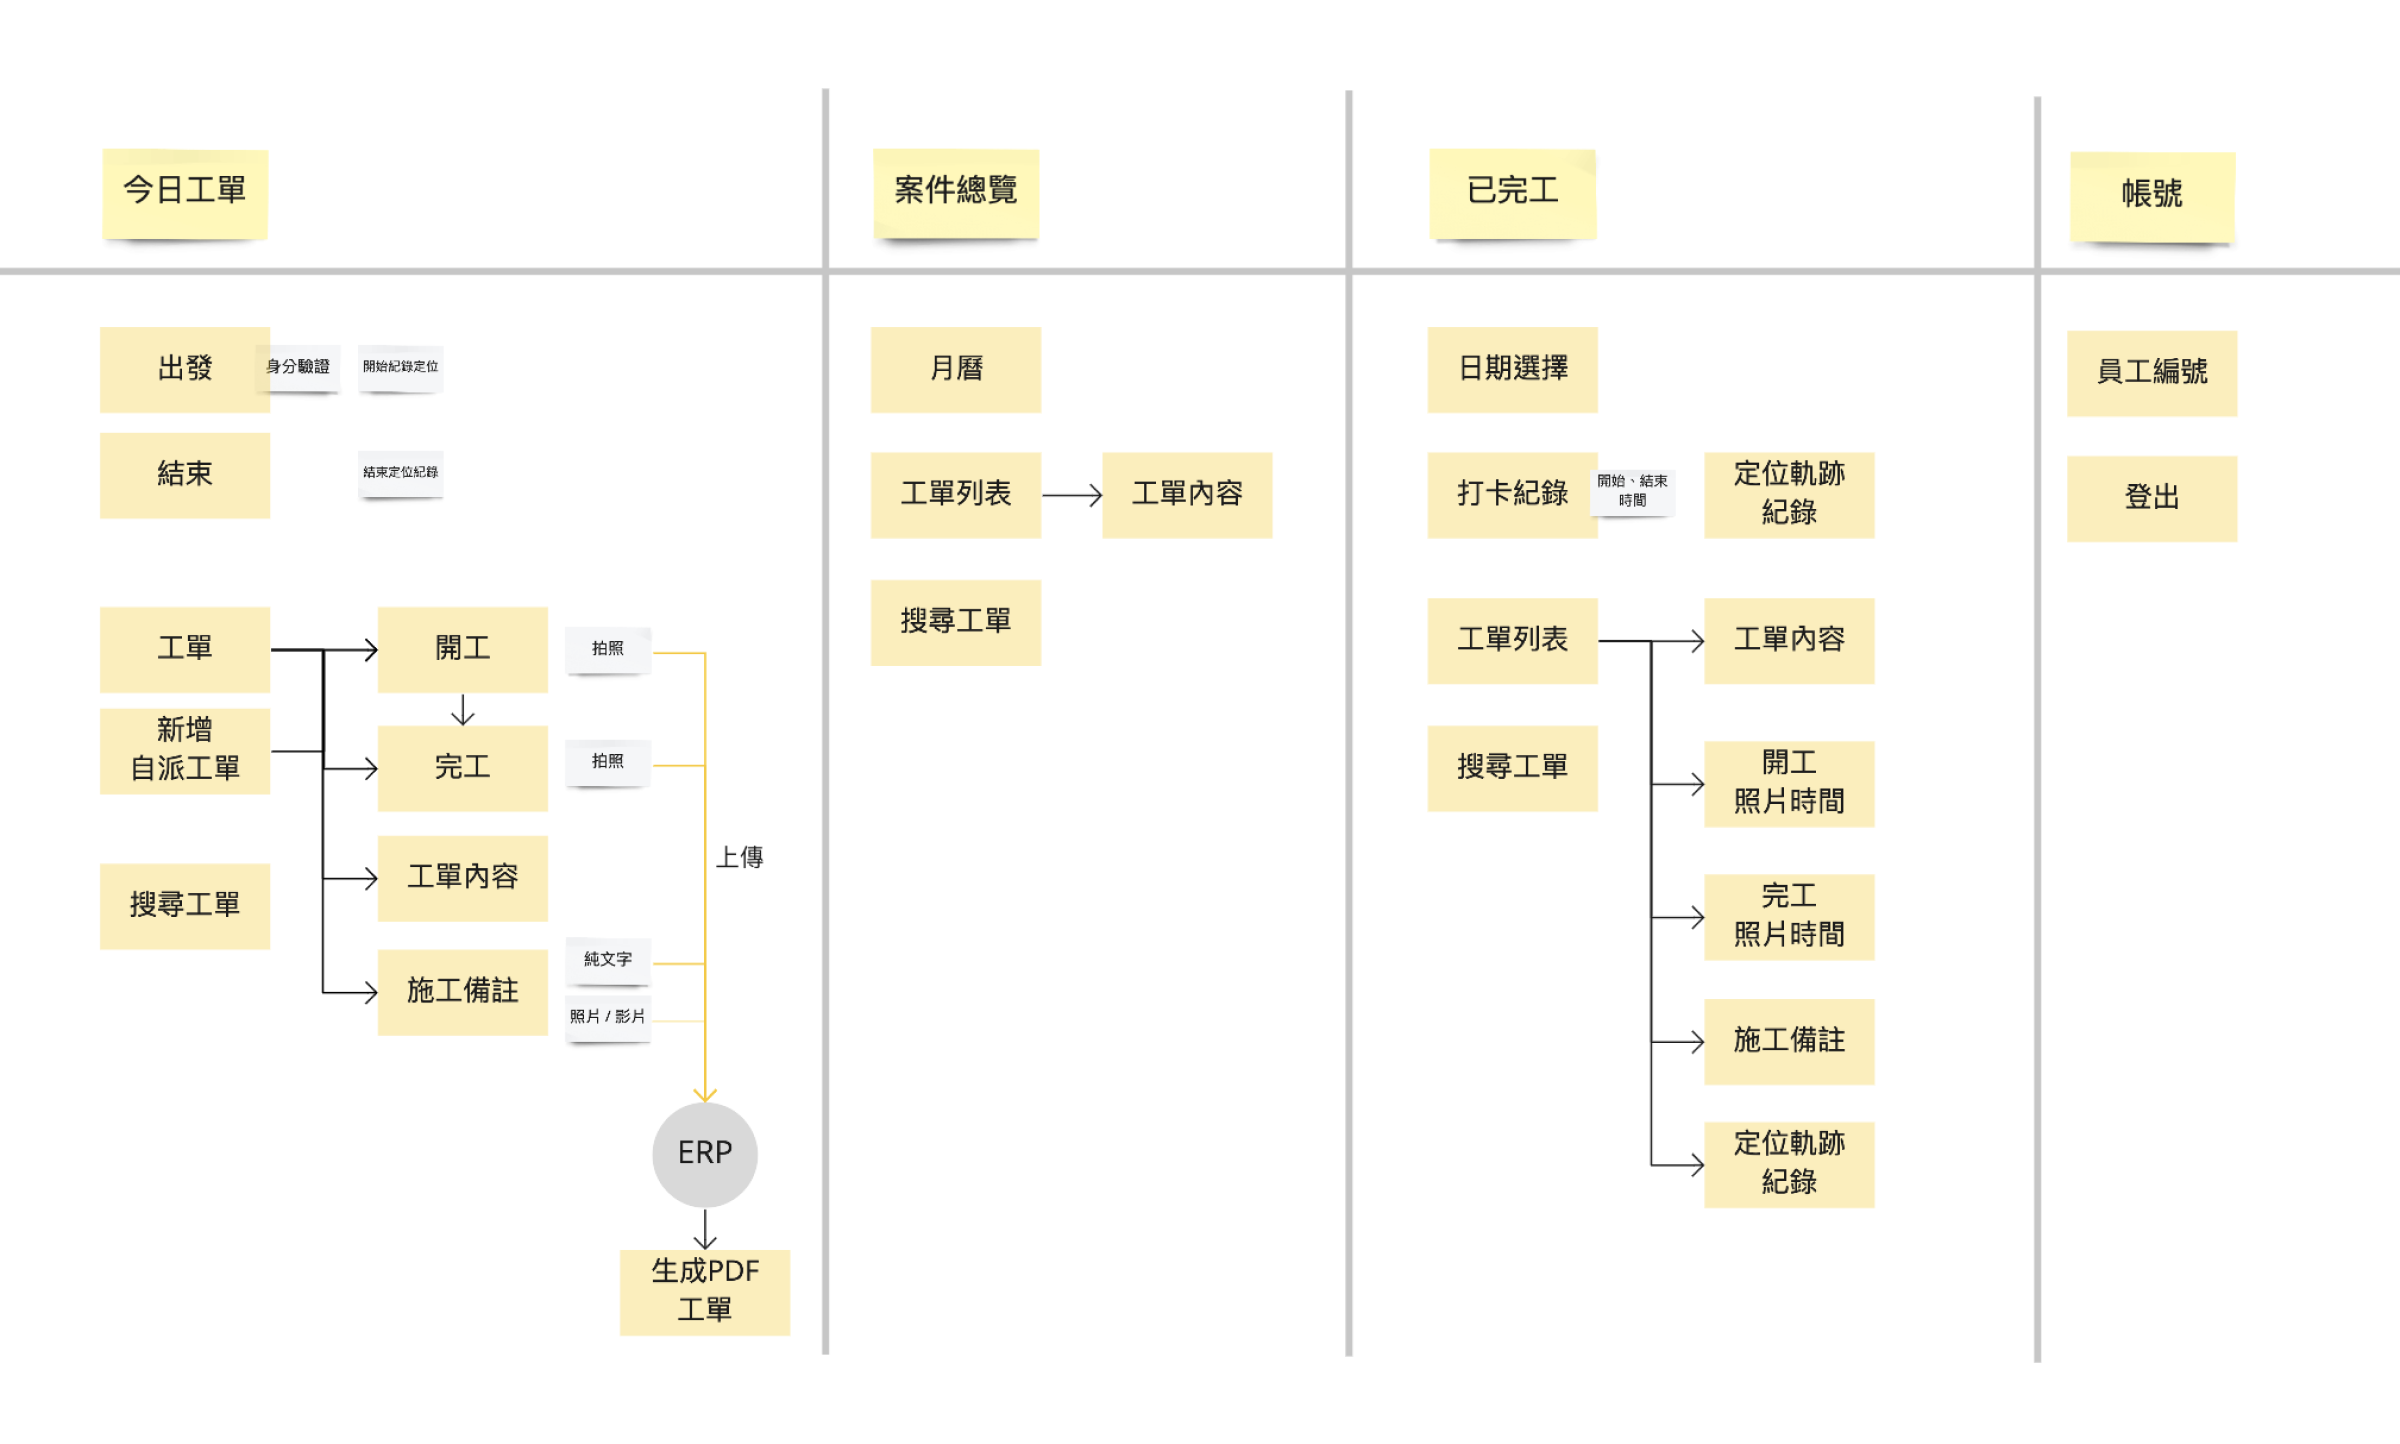 今日工單
案件總覽
已完工
帳號
出發
身分驗證
開始紀錄定位
結束
結束定位紀錄
工單
開工
拍照
新增
自派工單
完工
拍照
上傳
工單內容
搜尋工單
施工備註
純文字
照片 / 影片
ERP
生成PDF
工單
月曆
工單列表
工單內容
搜尋工單
日期選擇
打卡紀錄
開始、結束
時間
定位軌跡
紀錄
工單列表
工單內容
搜尋工單
開工
照片時間
完工
照片時間
施工備註
定位軌跡
紀錄
員工編號
登出